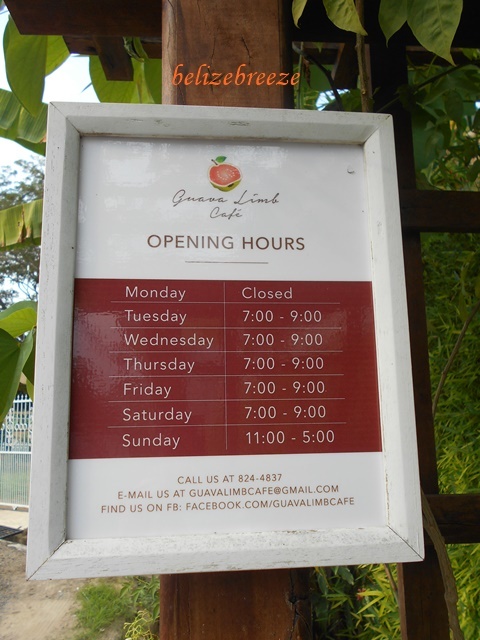 belizebreeze
Guava Limb
Café
OPENING HOURS
Monday Closed
Tuesday 7:00 - 9:00
Wednesday 7:00 - 9:00
Thursday 7:00 - 9:00
Friday 7:00 - 9:00
Saturday 7:00 - 9:00
Sunday 11:00 - 5:00
CALL US AT 824-4837
E-MAIL US AT GUAVALIMBCAFE@GMAIL.COM
FIND US ON FB: FACEBOOK.COM/GUAVALIMBCAFE